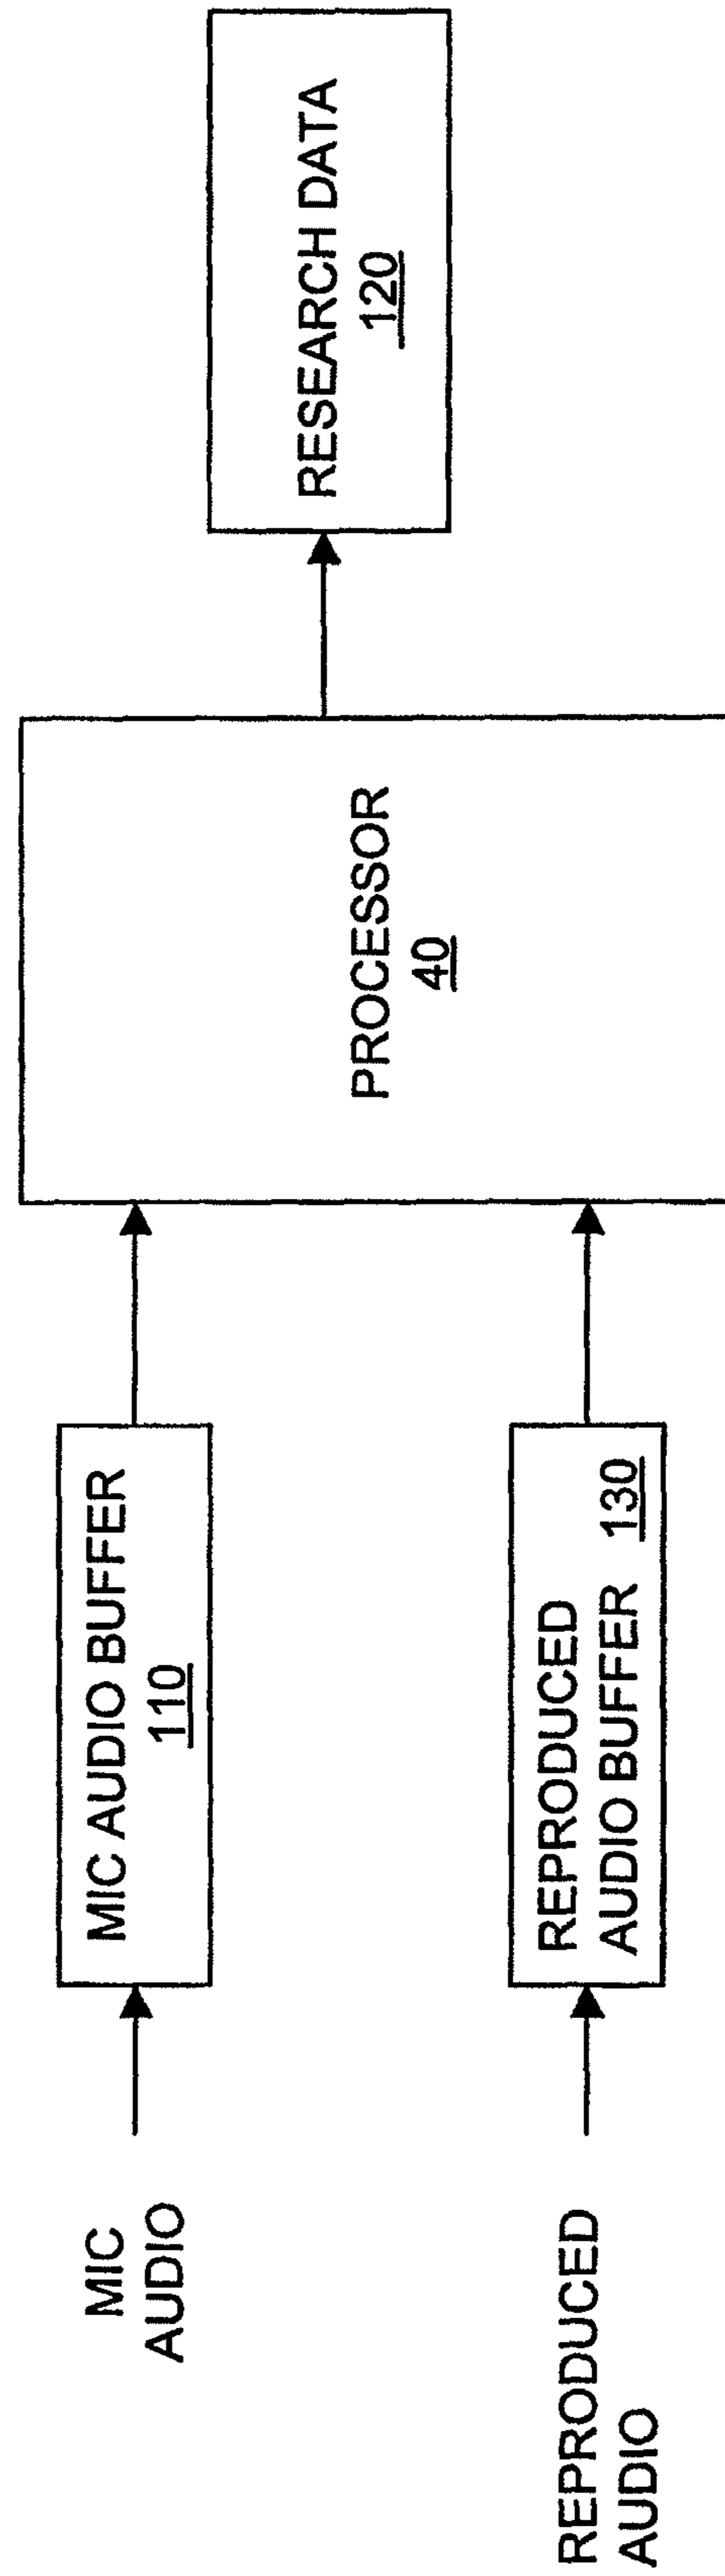 MIC
AUDIO
MIC AUDIO BUFFER
110
REPRODUCED
AUDIO
REPRODUCED
AUDIO BUFFER 130
PROCESSOR
40
RESEARCH DATA
120